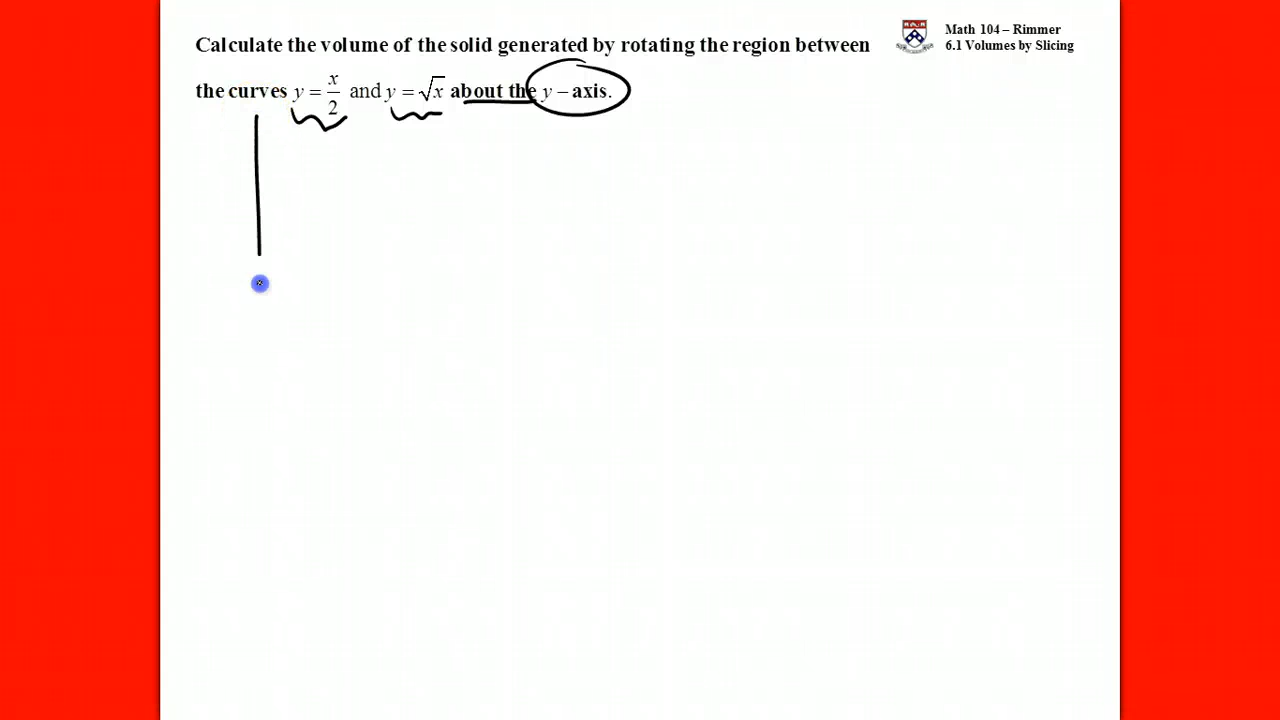 Calculate the volume of the solid generated by rotating the region between
the curves y = x/2 and y = √x about the y – axis.
Math 104 – Rimmer
6.1 Volumes by Slicing